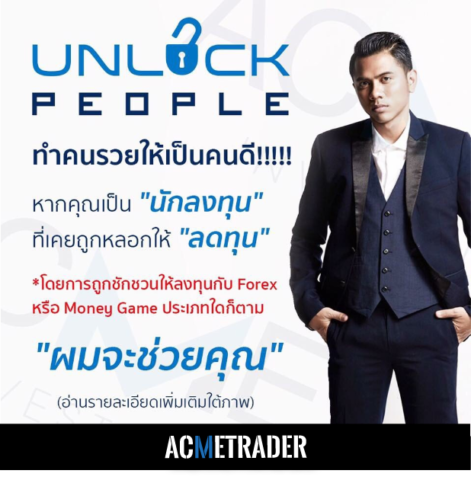 UNLOCK
PEOPLE
ทำคนรวยให้เป็นคนดี!!!!!
หากคุณเป็น "นักลงทุน"
ที่เคยถูกหลอกให้ "ลดทุน"
*โดยการถูกชักชวนให้ลงทุนกับ Forex
หรือ Money Game ประเภทใดก็ตาม
"ผมจะช่วยคุณ"
(อ่านรายละเอียดเพิ่มเติมใต้ภาพ)
ACMETRADER